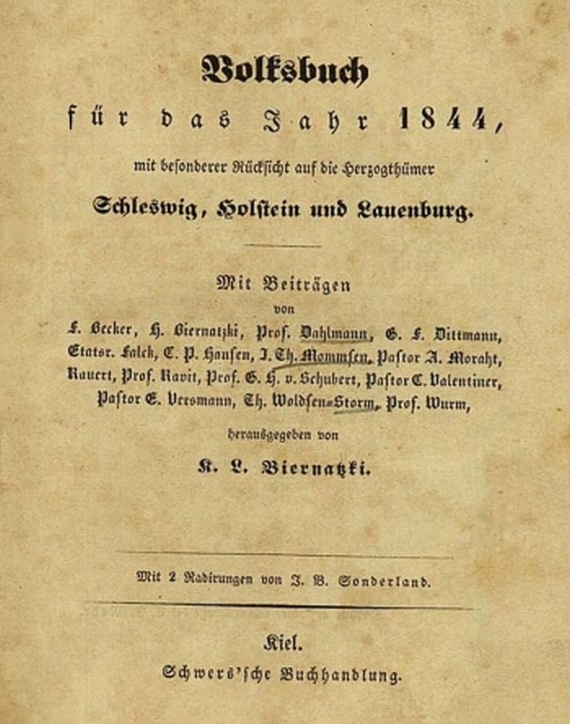 Volksbuch
für das Jahr 1844,
mit besonderer Rücksicht auf die Herzogthümer
Schleswig, Holstein und Lauenburg.
Mit Beiträgen
von
F. Becker, H. Biernatzki, Prof. Dahlmann, G. F. Dittmann,
Etatsr. Falck, C. P. Hansen, J. Th. Mommsen, Pastor A. Moraht,
Rauert, Prof. Ravit, Prof. G. H. v. Schubert, Pastor C. Valentiner,
Pastor E. Versmann, Th. Woldsen-Storm, Prof. Wurm,
herausgegeben von
K. L. Biernatzki.
Mit 2 Radirungen von J. B. Sonderland.
Kiel.
Schwers'sche Buchhandlung.